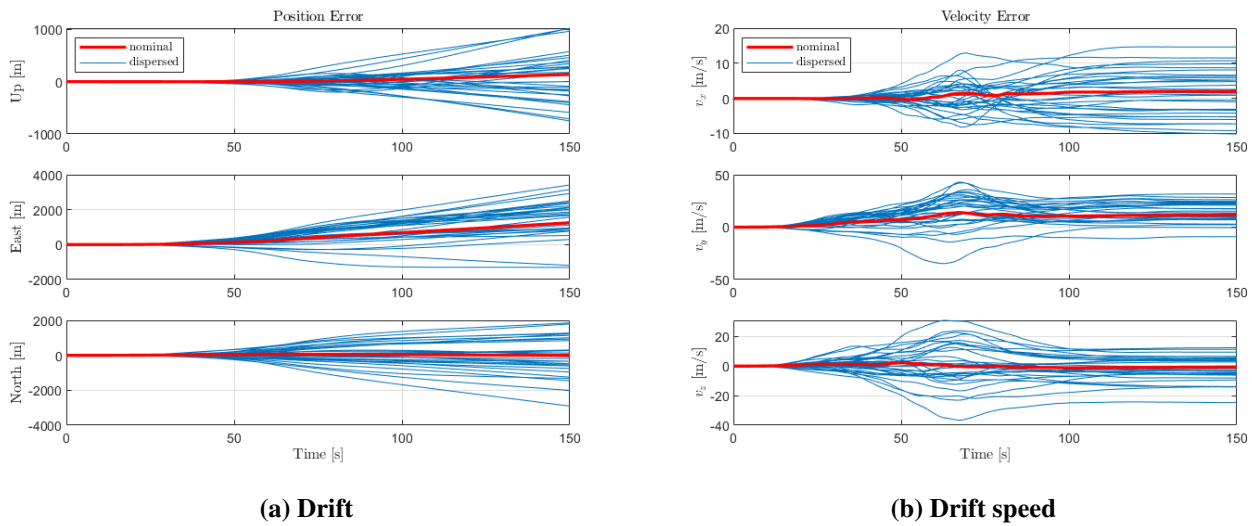 Position Error
1000
0
-1000
Up [m]
nominal
dispersed
0
50
100
150
4000
2000
0
-2000
East [m]
0
50
100
150
2000
0
-2000
-4000
North [m]
0
50
100
150
Time [s]
(a) Drift
Velocity Error
20
10
0
-10
v_x [m/s]
nominal
dispersed
0
50
100
150
50
0
-50
v_y [m/s]
0
50
100
150
20
0
-20
-40
v_z [m/s]
0
50
100
150
Time [s]
(b) Drift speed